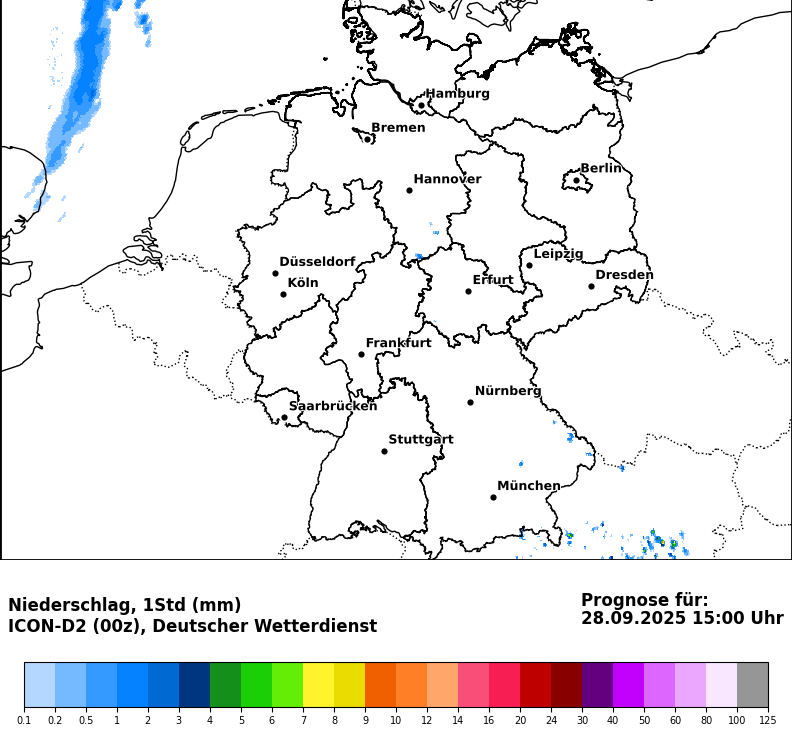 Hamburg
Bremen
Berlin
Hannover
Leipzig
Düsseldorf
Dresden
Köln
Erfurt
Frankfurt
Nürnberg
Saarbrücken
Stuttgart
München
Niederschlag, 1Std (mm)
ICON-D2 (00z), Deutscher Wetterdienst
Prognose für:
28.09.2025 15:00 Uhr
0.1 0.2 0.5 1 2 3 4 5 6 7 8 9 10 12 14 16 20 24 30 40 50 60 80 100 125